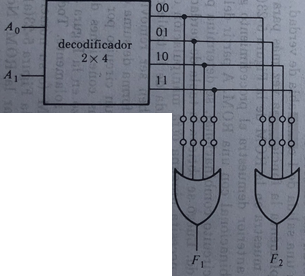 A₀
A₁
decodificador
2 × 4
00
01
10
11
F₁
F₂